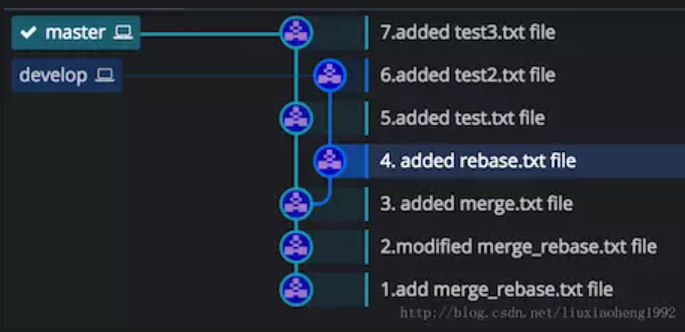 master
7.added test3.txt file
develop
6.added test2.txt file
5.added test.txt file
4. added rebase.txt file
3. added merge.txt file
2.modified merge_rebase.txt file
1.add merge_rebase.txt file
http://blog.csdn.net/liuxiaoheng1992